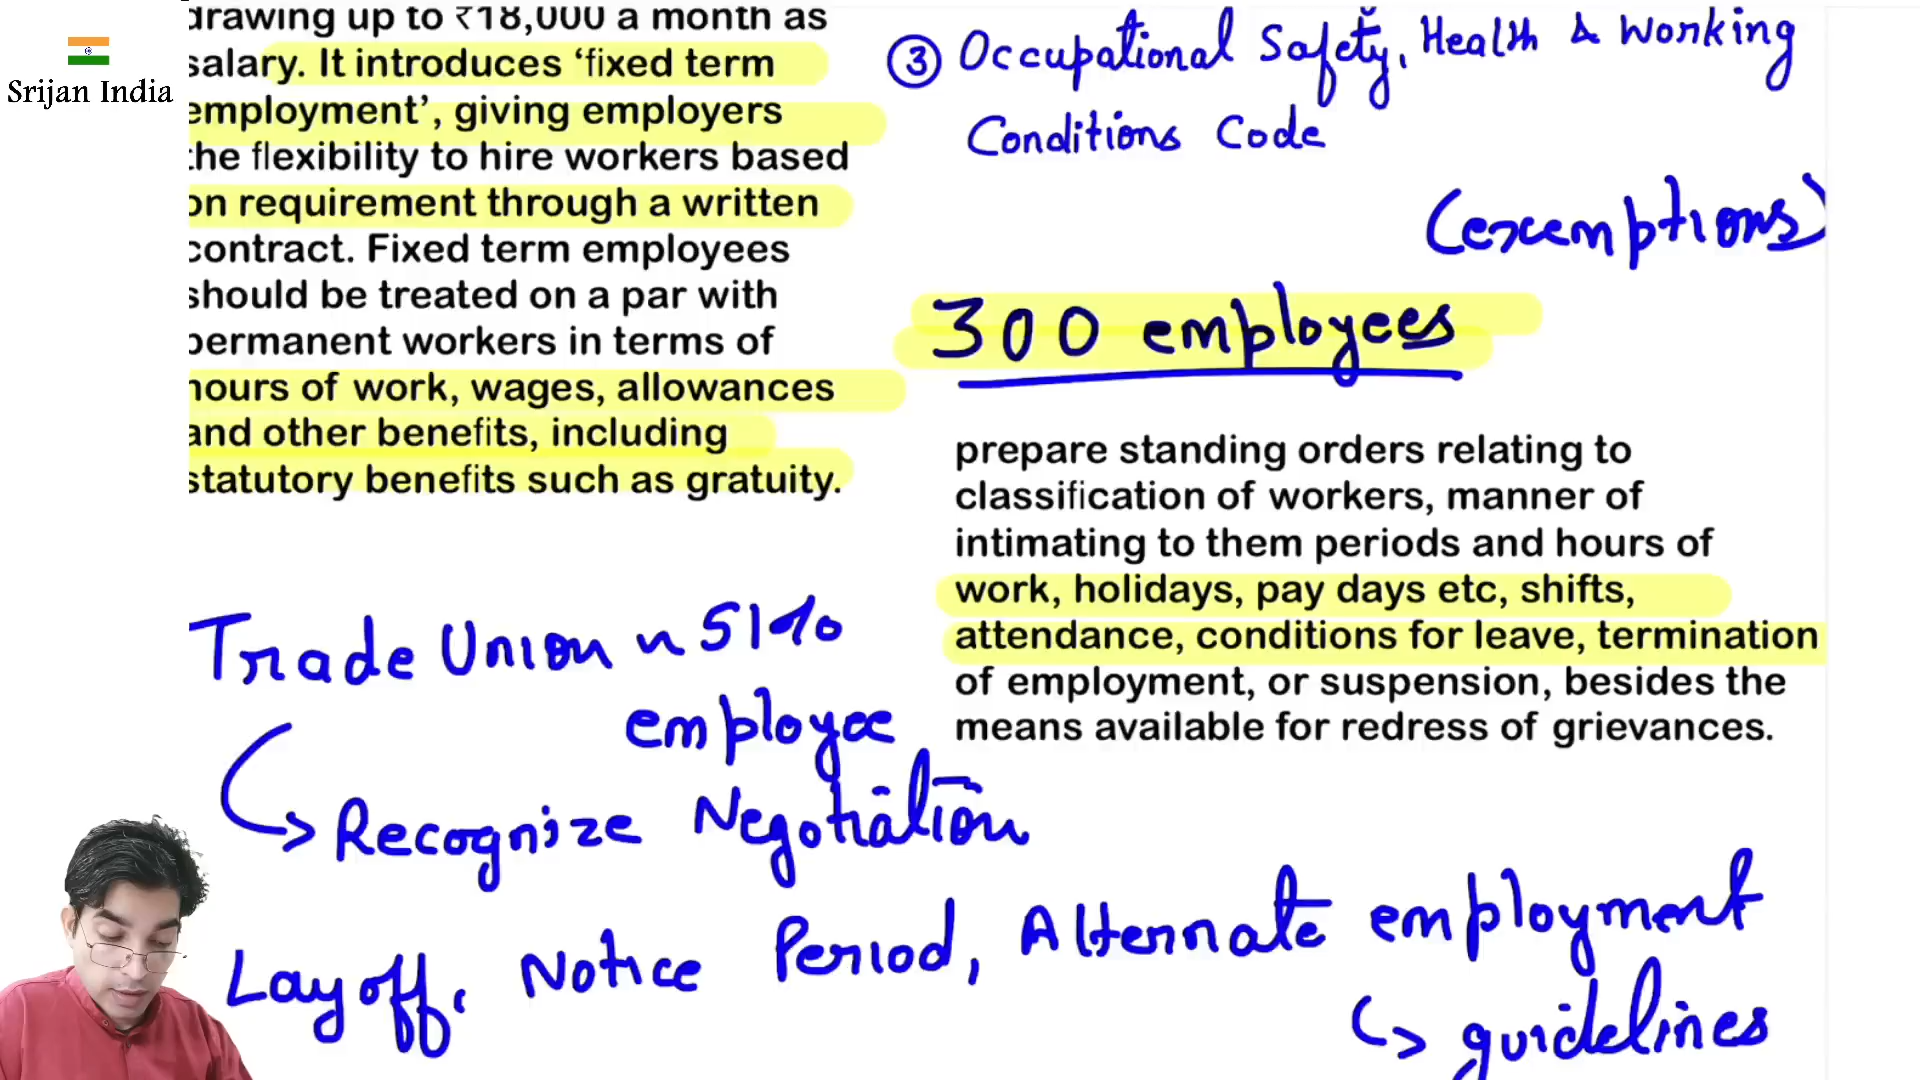 Srijan India
drawing up to ₹18,000 a month as
salary. It introduces ‘fixed term
employment’, giving employers
the flexibility to hire workers based
on requirement through a written
contract. Fixed term employees
should be treated on a par with
permanent workers in terms of
hours of work, wages, allowances
and other benefits, including
statutory benefits such as gratuity.
③ Occupational Safety, Health & Working
Conditions Code
(exemptions)
300 employees
prepare standing orders relating to
classification of workers, manner of
intimating to them periods and hours of
work, holidays, pay days etc, shifts,
attendance, conditions for leave, termination
of employment, or suspension, besides the
means available for redress of grievances.
Trade Union 51%
employee
↳ Recognize Negotiation
Layoff, Notice Period, Alternate employment
↳ guidelines